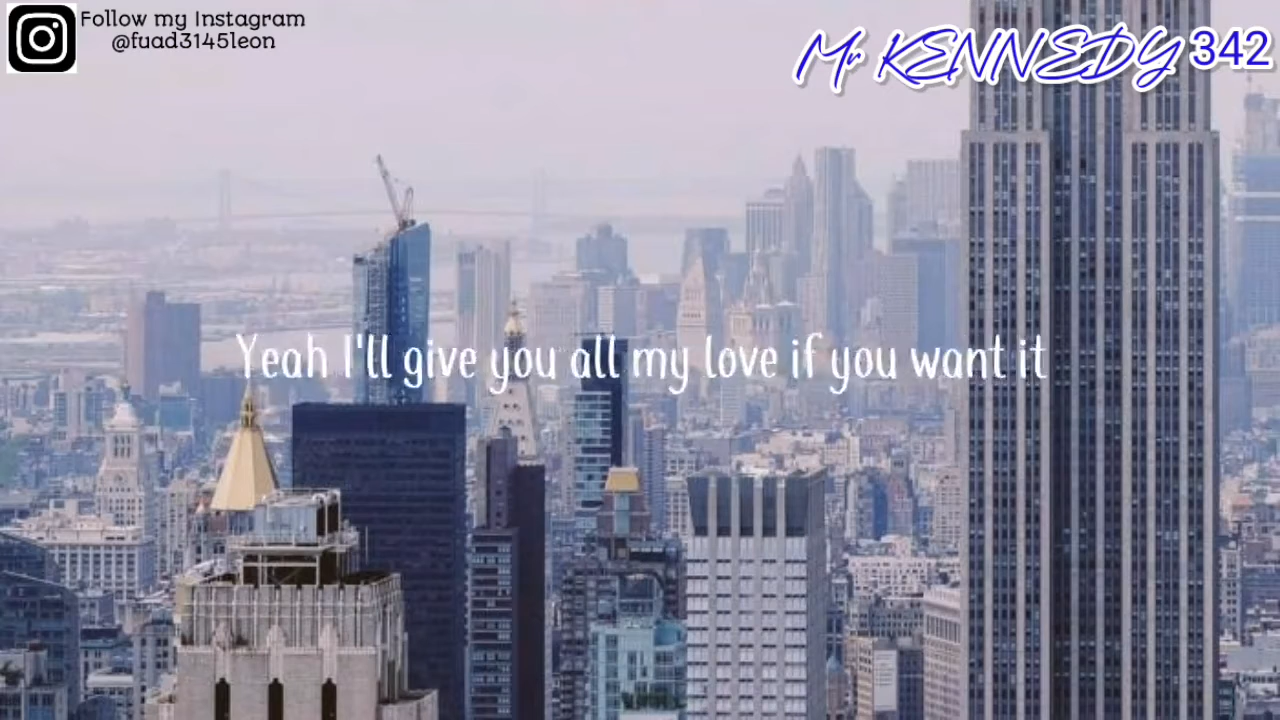 Follow my Instagram
@fuad3145leon
Mr KENNEDY 342
Yeah I'll give you all my love if you want it